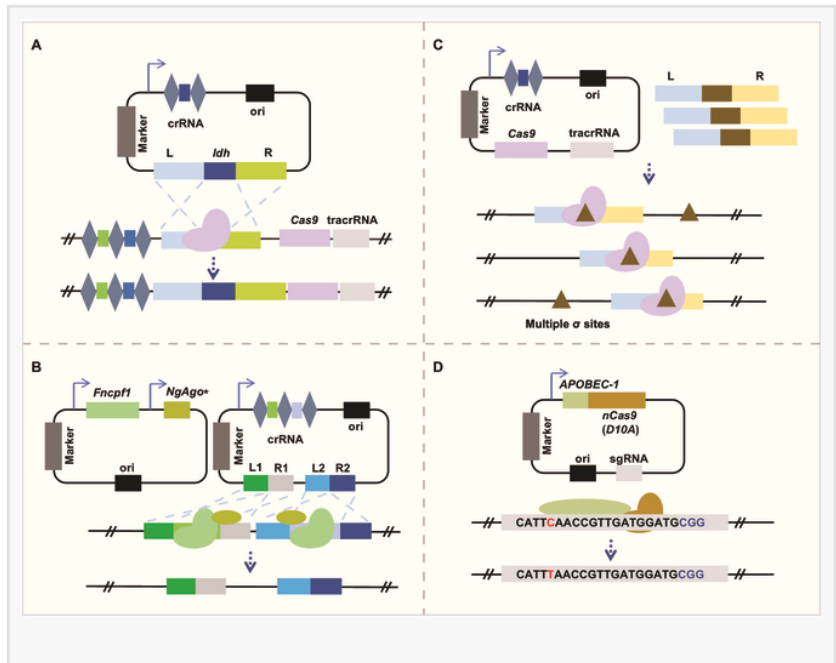 A
crRNA
ori
Marker
L
ldh
R
Cas9
tracrRNA
B
Fncpf1
NgAgo*
Marker
ori
crRNA
ori
Marker
L1
R1
L2
R2
C
crRNA
ori
Marker
Cas9
tracrRNA
L
R
Multiple σ sites
D
APOBEC-1
nCas9
(D10A)
Marker
ori
sgRNA
CATTCAACCGTTGATGGATGCGG
CATTTAACCGTTGATGGATGCGG